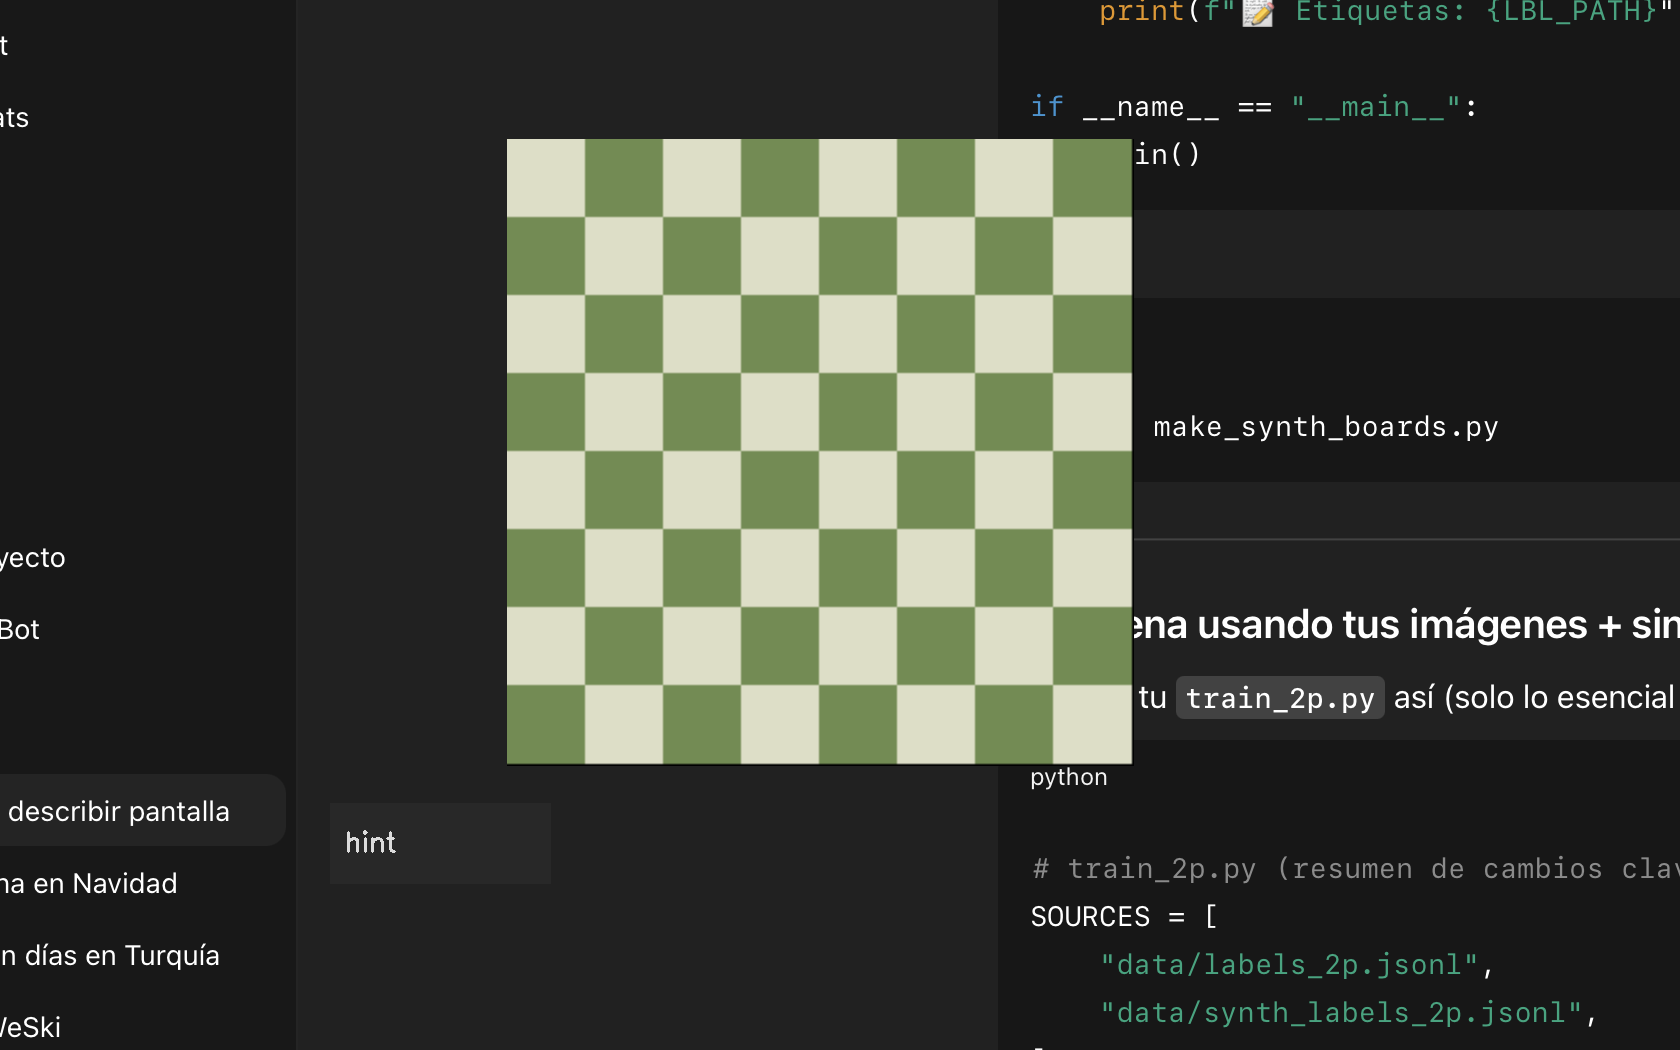 t
ats
yecto
Bot
describir pantalla
na en Navidad
n días en Turquía
WeSki
hint
print(f"📝 Etiquetas: {LBL_PATH}"
if __name__ == "__main__":
in()
make_synth_boards.py
ena usando tus imágenes + sin
tu train_2p.py así (solo lo esencial
python
# train_2p.py (resumen de cambios clav
SOURCES = [
"data/labels_2p.jsonl",
"data/synth_labels_2p.jsonl",